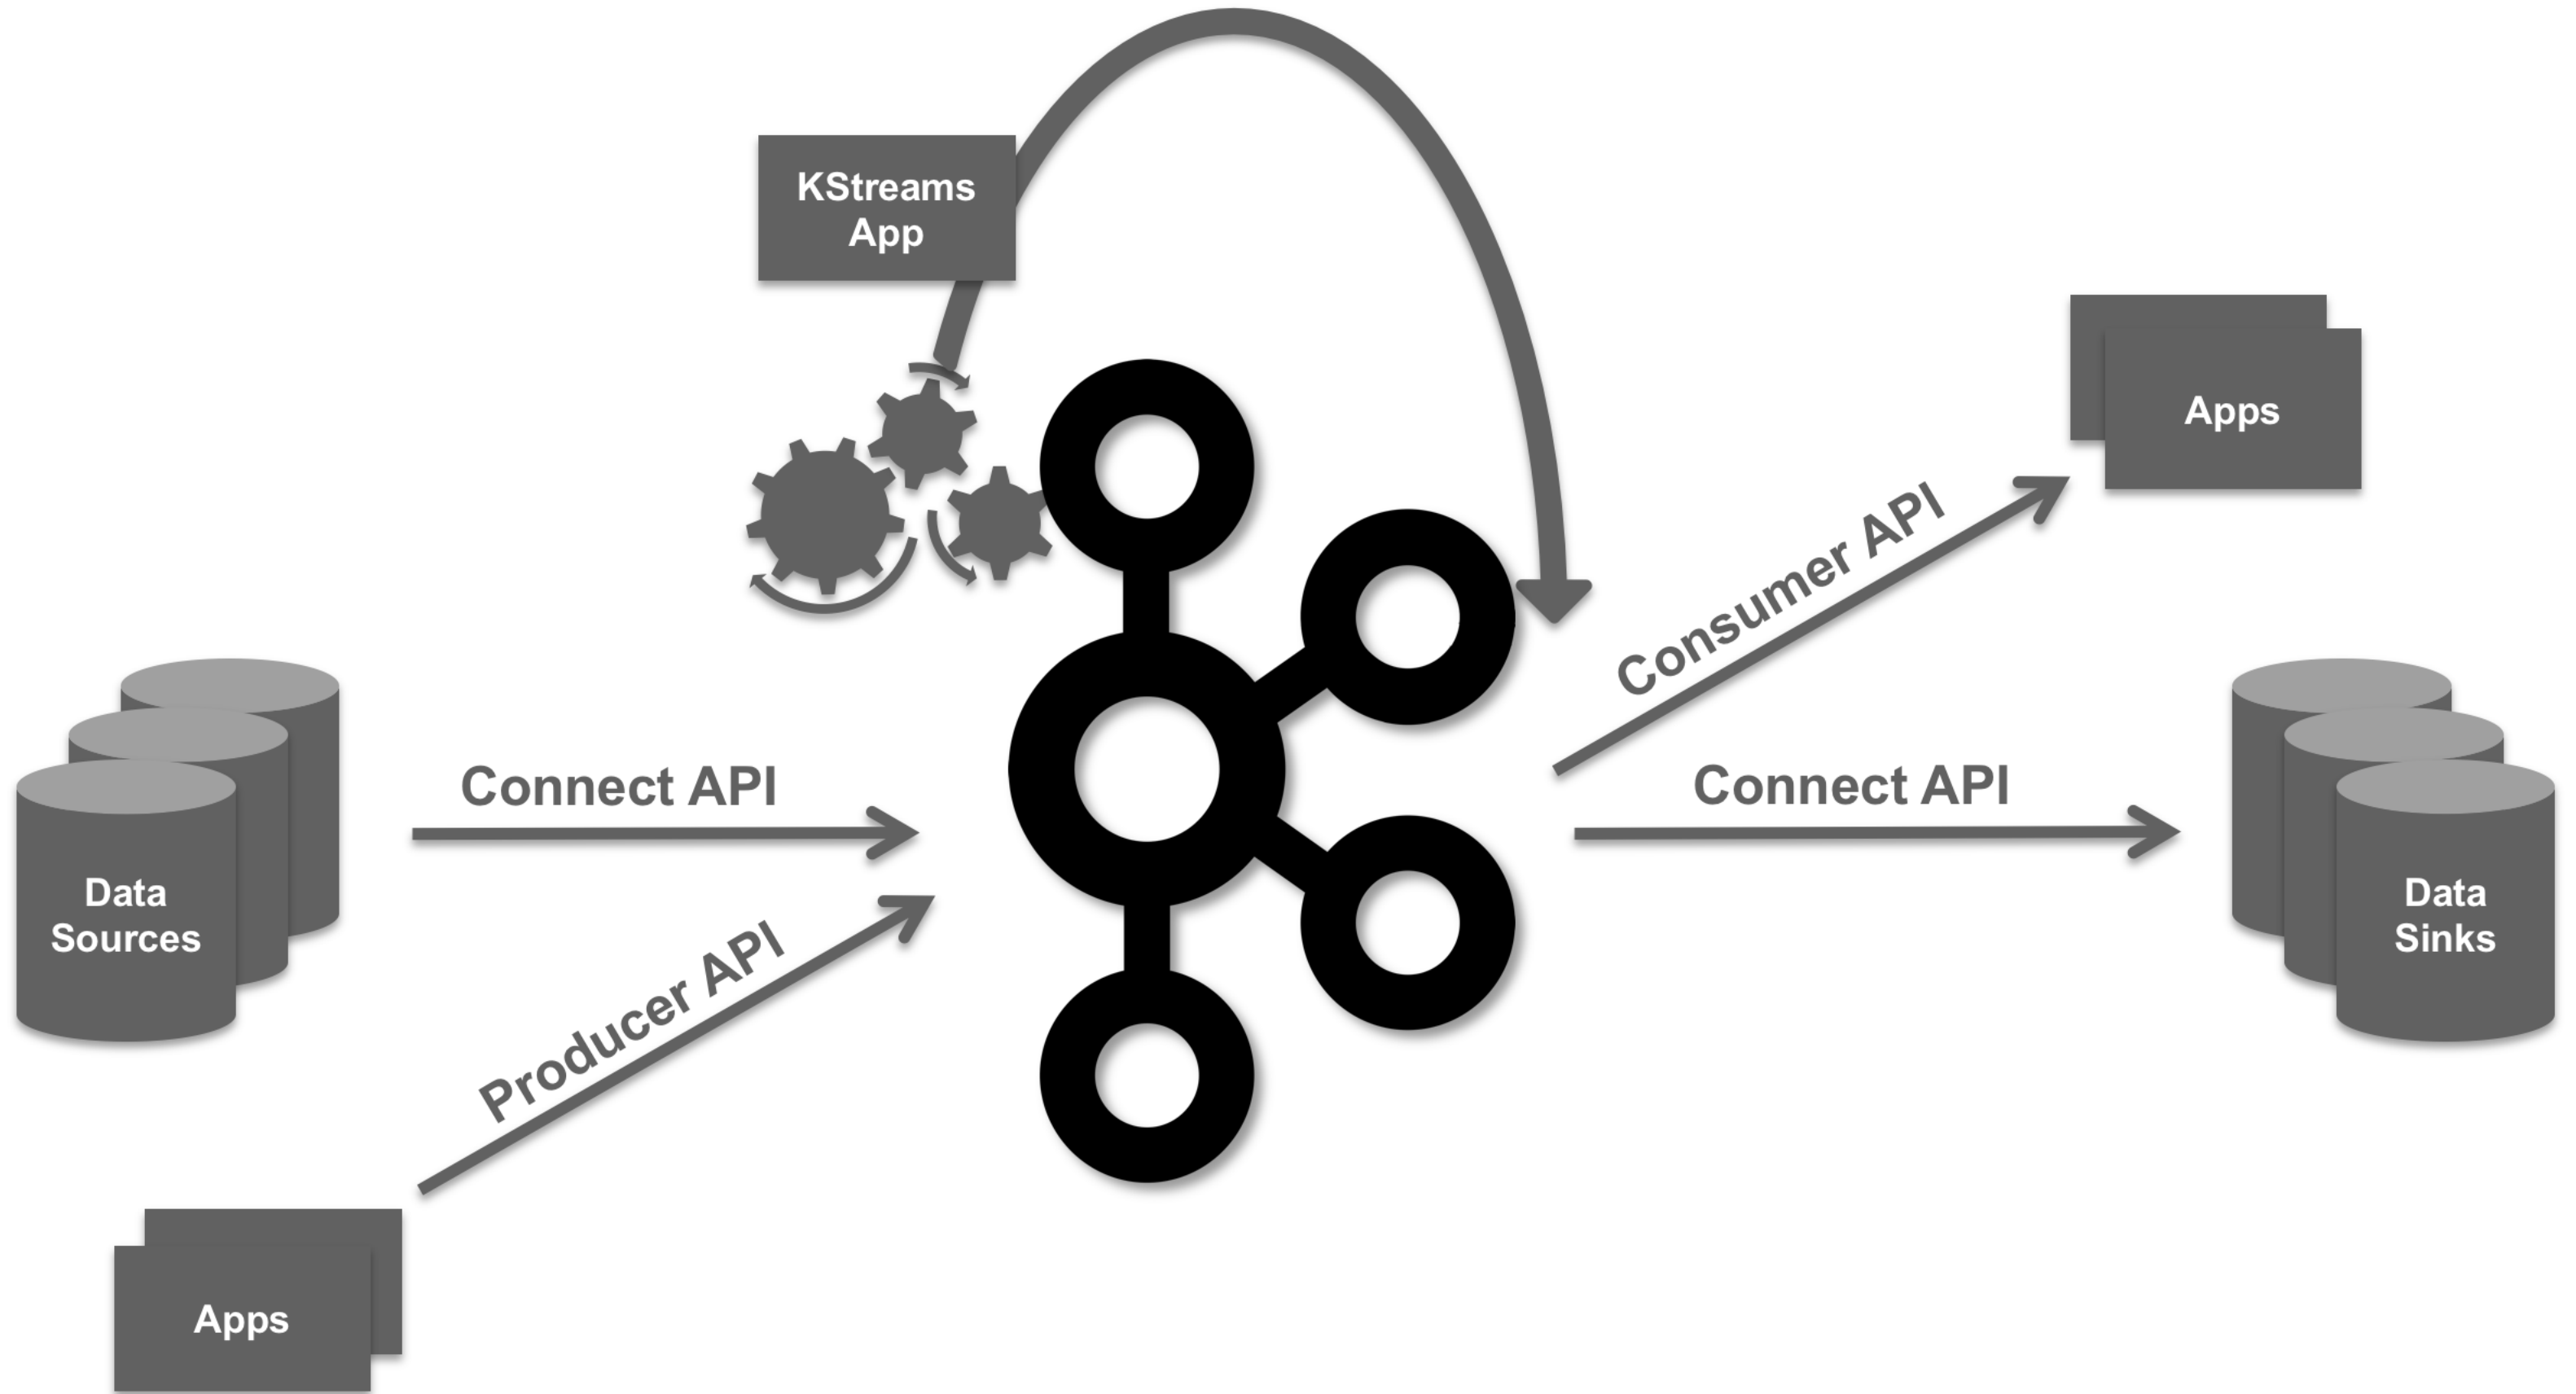 KStreams
App
Apps
Consumer API
Connect API
Connect API
Data
Sources
Data
Sinks
Producer API
Apps